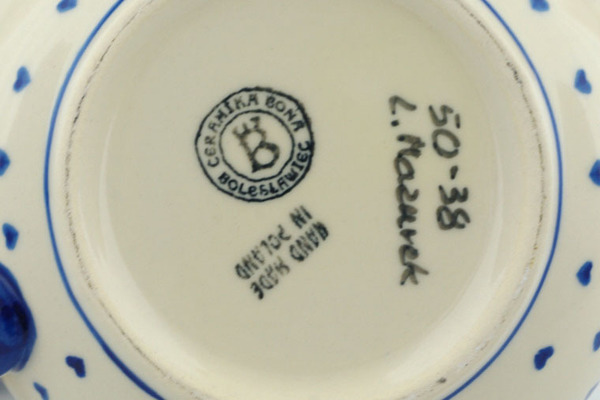 CERAMIKA BONA
B
BOLESŁAWIEC
HAND MADE
IN POLAND
50-38
L. Mazurek